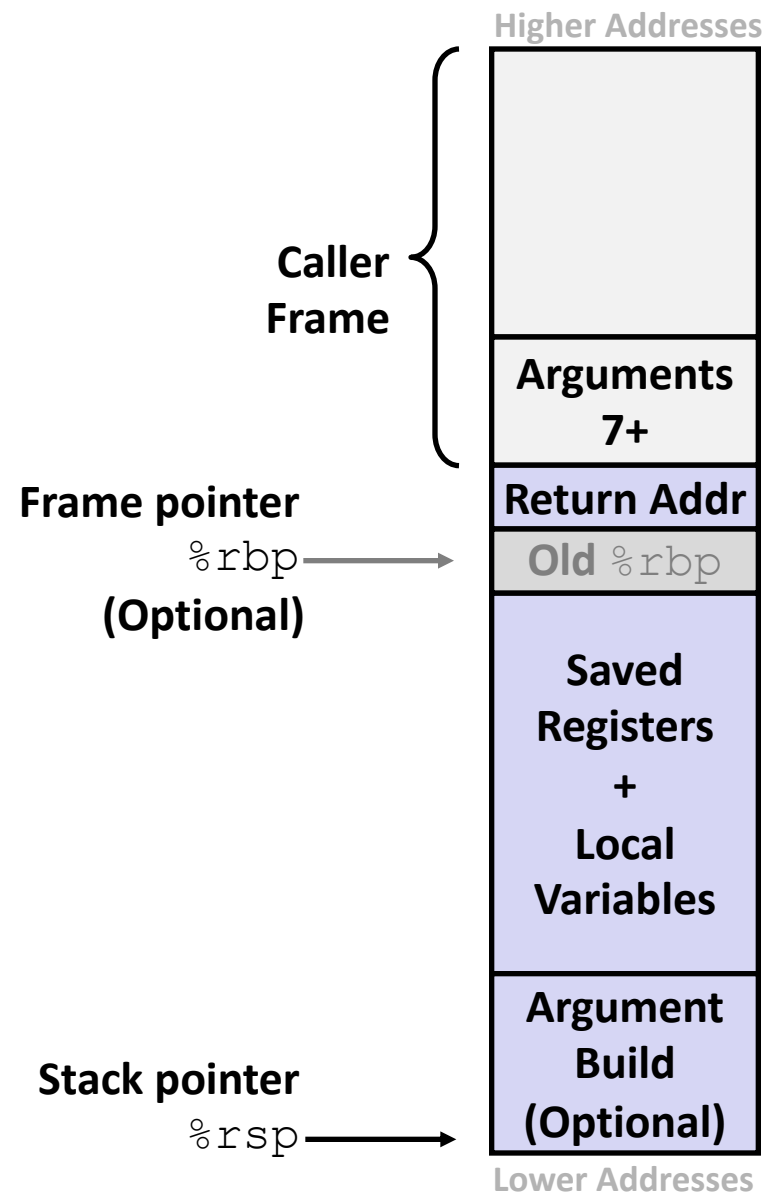 Higher Addresses
Caller
Frame
Arguments
7+
Frame pointer
%rbp
(Optional)
Return Addr
Old %rbp
Saved
Registers
+
Local
Variables
Argument
Build
(Optional)
Stack pointer
%rsp
Lower Addresses